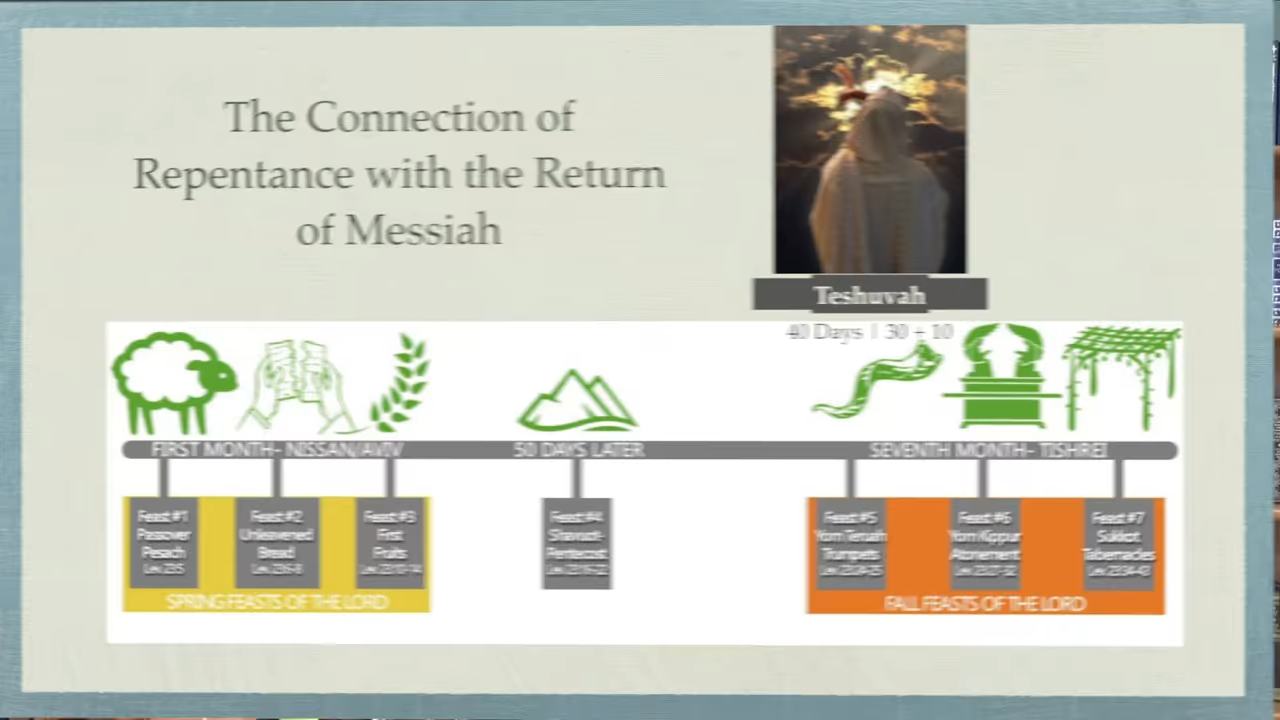 The Connection of
Repentance with the Return
of Messiah
Teshuvah
40 Days | 30 + 10
FIRST MONTH- NISSAN/AVIV
50 DAYS LATER
SEVENTH MONTH- TISHREI
Feast #1
Passover
Pesach
Lev 23:5
Feast #2
Unleavened
Bread
Lev 23:6-8
Feast #3
First
Fruits
Lev 23:10-14
SPRING FEASTS OF THE LORD
Feast #4
Shavuot-
Pentecost
Feast #5
Yom Teruah
Trumpets
Lev 23:24-25
Feast #6
Yom Kippur
Atonement
Lev 23:27-32
Feast #7
Sukkot
Tabernacles
Lev 23:34-43
FALL FEASTS OF THE LORD